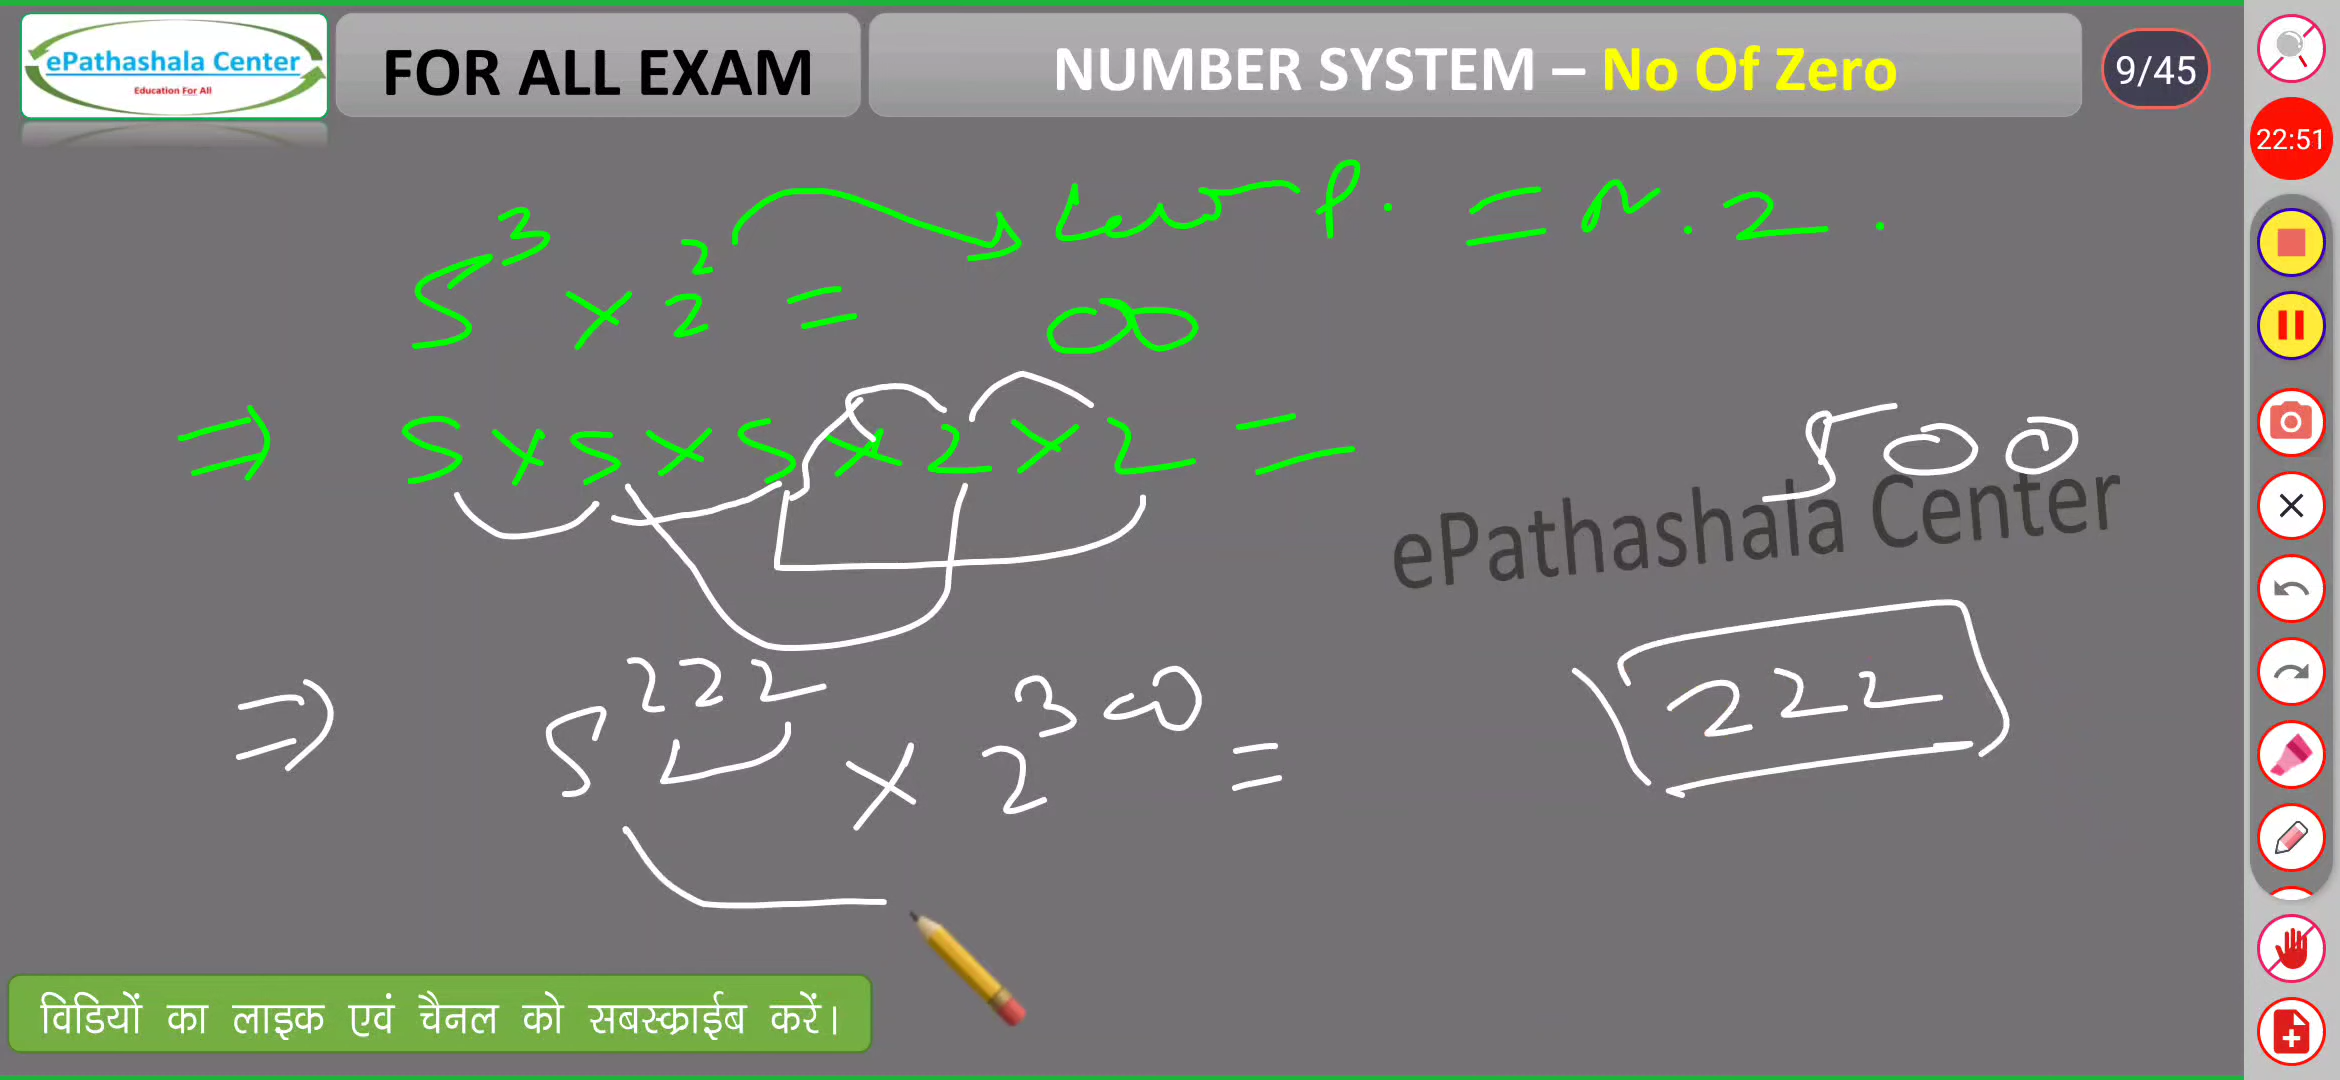 ePathashala Center
Education For All
FOR ALL EXAM
NUMBER SYSTEM – No Of Zero
9/45
22:51
5³ × 2² = 00
= N. 2.
⇒ 5 × 5 × 5 × 2 × 2 = 500
ePathashala Center
⇒ 5²²² × 2³⁰⁰ = 222
विडियों का लाइक एवं चैनल को सबस्क्राईब करें।